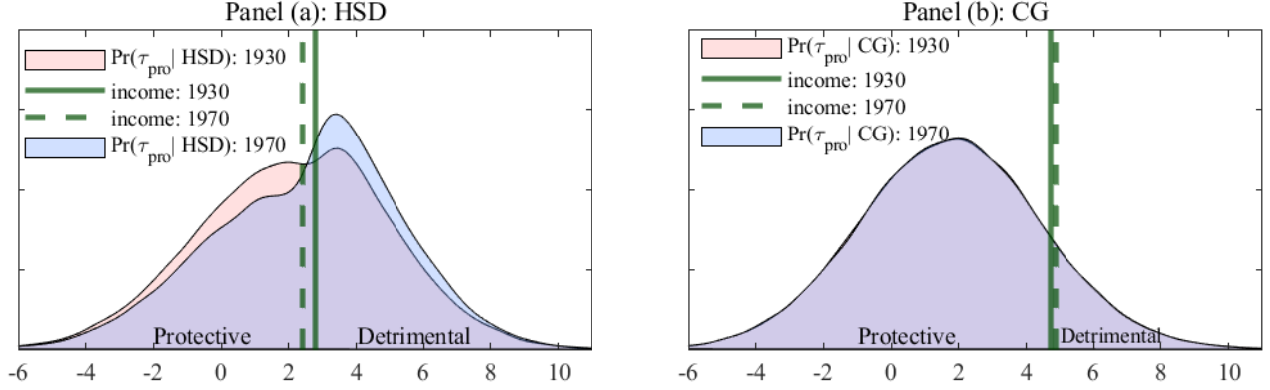 Panel (a): HSD
Pr(τpro| HSD): 1930
income: 1930
income: 1970
Pr(τpro| HSD): 1970
Protective
Detrimental
-6 -4 -2 0 2 4 6 8 10
Panel (b): CG
Pr(τpro| CG): 1930
income: 1930
income: 1970
Pr(τpro| CG): 1970
Protective
Detrimental
-6 -4 -2 0 2 4 6 8 10